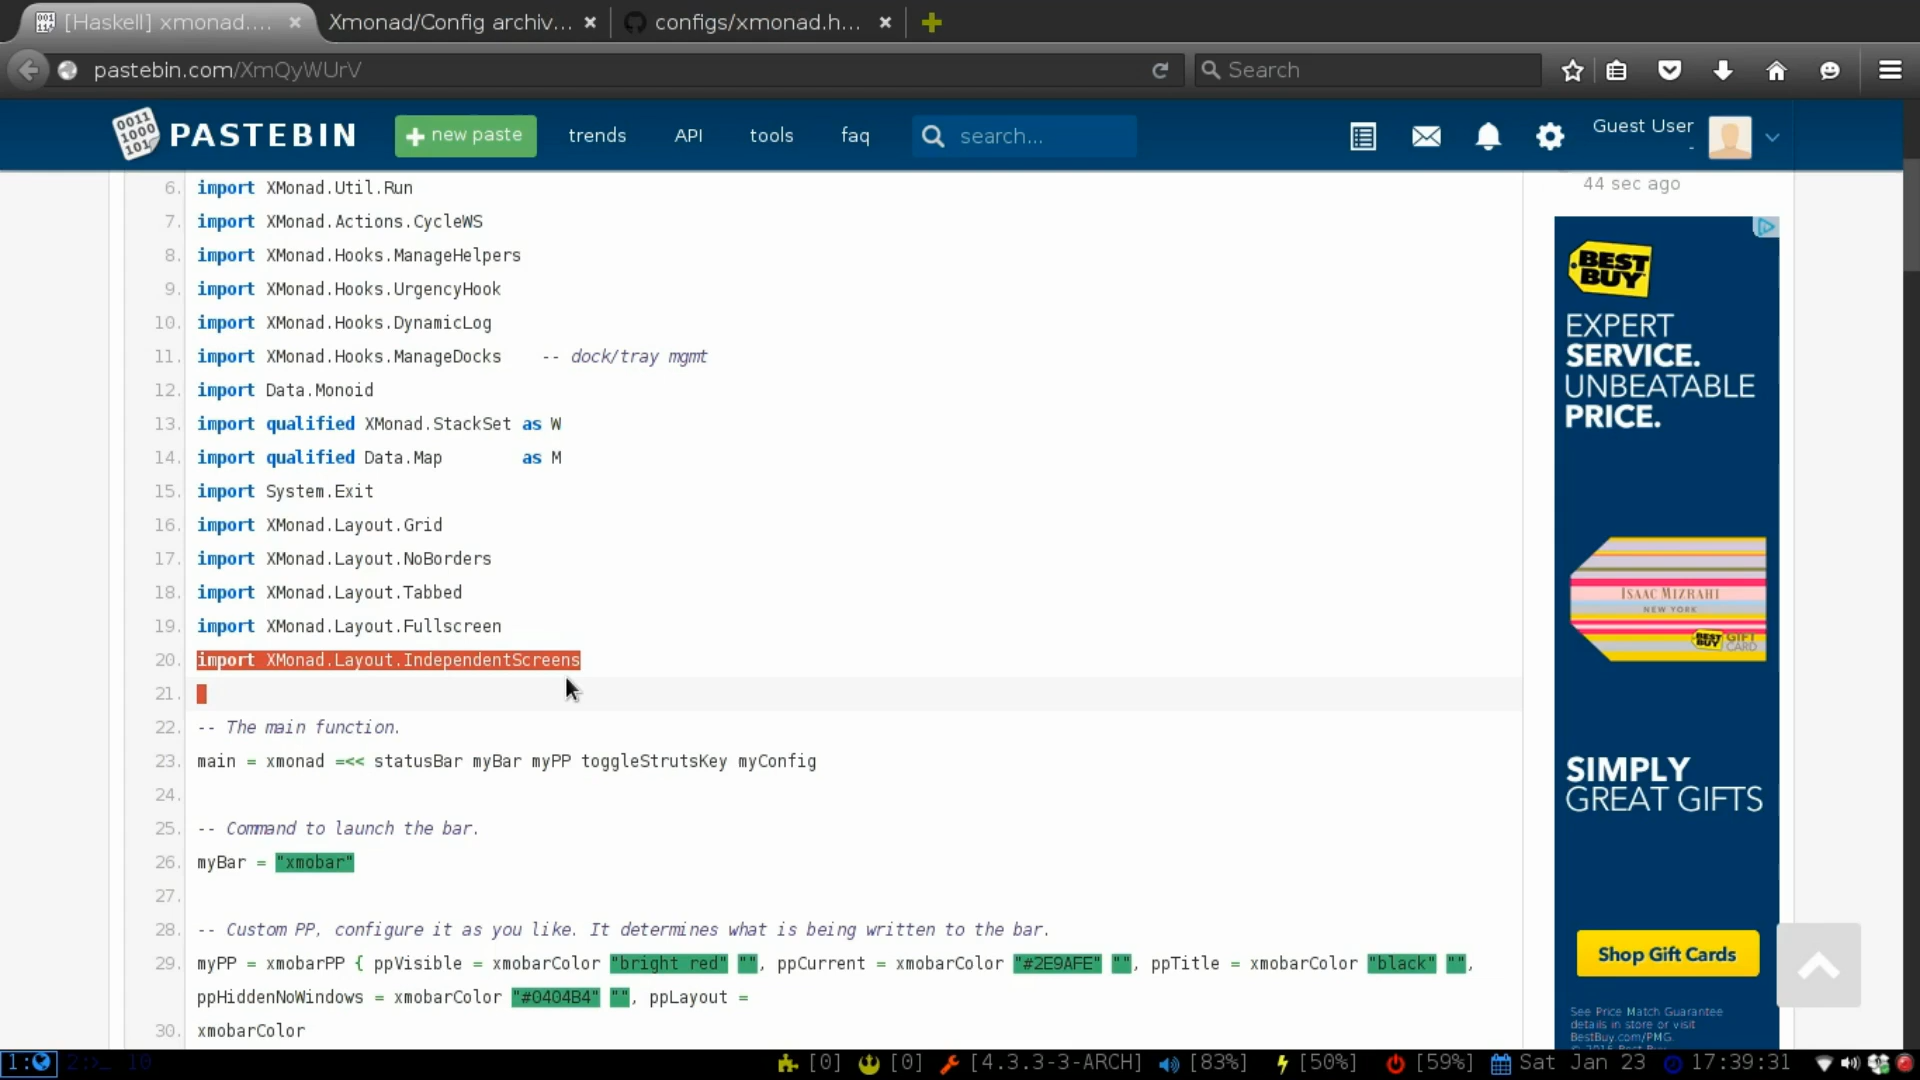 [Haskell] xmonad....
Xmonad/Config archiv...
configs/xmonad.h...
pastebin.com/XmQyWUrV
Search
PASTEBIN
new paste
trends
API
tools
faq
search...
Guest User
-
44 sec ago
6. import XMonad.Util.Run
7. import XMonad.Actions.CycleWS
8. import XMonad.Hooks.ManageHelpers
9. import XMonad.Hooks.UrgencyHook
10. import XMonad.Hooks.DynamicLog
11. import XMonad.Hooks.ManageDocks    -- dock/tray mgmt
12. import Data.Monoid
13. import qualified XMonad.StackSet as W
14. import qualified Data.Map        as M
15. import System.Exit
16. import XMonad.Layout.Grid
17. import XMonad.Layout.NoBorders
18. import XMonad.Layout.Tabbed
19. import XMonad.Layout.Fullscreen
20. import XMonad.Layout.IndependentScreens
21.
22. -- The main function.
23. main = xmonad =<< statusBar myBar myPP toggleStrutsKey myConfig
24.
25. -- Command to launch the bar.
26. myBar = "xmobar"
27.
28. -- Custom PP, configure it as you like. It determines what is being written to the bar.
29. myPP = xmobarPP { ppVisible = xmobarColor "bright red" "", ppCurrent = xmobarColor "#2E9AFE" "", ppTitle = xmobarColor "black" "",
ppHiddenNoWindows = xmobarColor "#0404B4" "", ppLayout =
30. xmobarColor
BEST
BUY
EXPERT
SERVICE.
UNBEATABLE
PRICE.
ISAAC MIZRAHI
NEW YORK
BEST BUY
GIFT
CARD
SIMPLY
GREAT GIFTS
Shop Gift Cards
See Price Match Guarantee
details in store or visit
BestBuy.com/PMG.
1:
2:>_ 10
[0] [0] [4.3.3-3-ARCH] [83%] [50%] [59%] Sat Jan 23 17:39:31